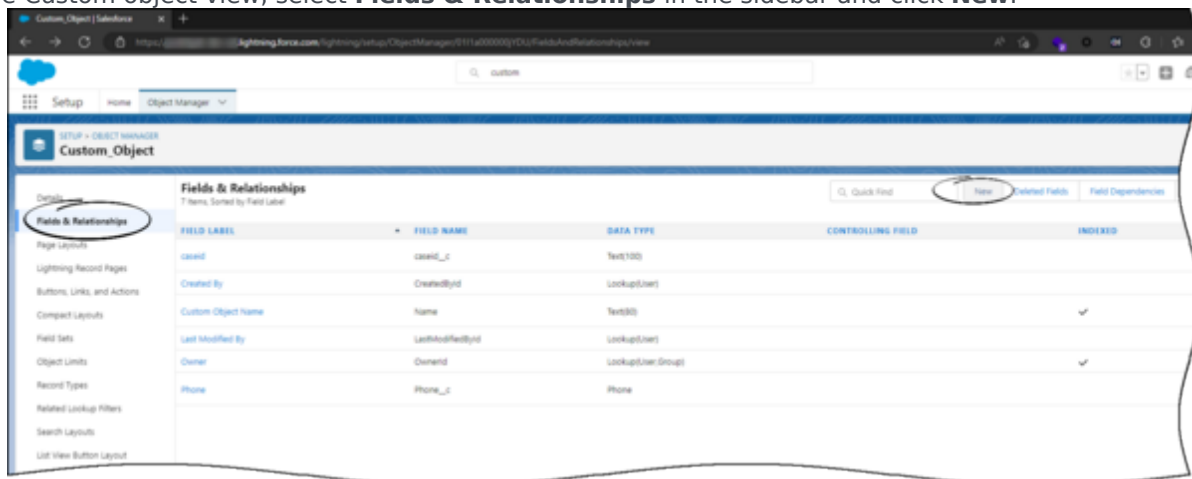 e Custom object view, select Fields & Relationships in the sidebar and click New.
Custom_Object | Salesforce
https:/ lightning.force.com/lightning/setup/ObjectManager/ /FieldsAndRelationships/view
custom
Setup Home Object Manager
SETUP > OBJECT MANAGER
Custom_Object
Details
Fields & Relationships
Page Layouts
Lightning Record Pages
Buttons, Links, and Actions
Compact Layouts
Field Sets
Object Limits
Record Types
Related Lookup Filters
Search Layouts
List View Button Layout
Fields & Relationships
7 Items, Sorted by Field Label
Quick Find New Deleted Fields Field Dependencies
FIELD LABEL FIELD NAME DATA TYPE CONTROLLING FIELD INDEXED
caseid caseid__c Text(100)
Created By CreatedById Lookup(User)
Custom Object Name Name Text(80)
Last Modified By LastModifiedById Lookup(User)
Owner OwnerId Lookup(User,Group)
Phone Phone__c Phone